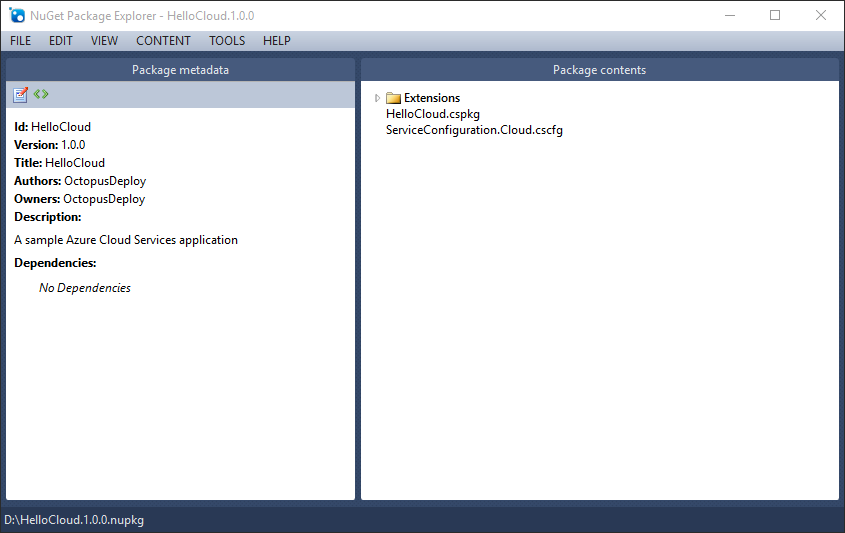 NuGet Package Explorer - HelloCloud.1.0.0
FILE EDIT VIEW CONTENT TOOLS HELP
Package metadata
Id: HelloCloud
Version: 1.0.0
Title: HelloCloud
Authors: OctopusDeploy
Owners: OctopusDeploy
Description:
A sample Azure Cloud Services application
Dependencies:
No Dependencies
Package contents
Extensions
HelloCloud.cspkg
ServiceConfiguration.Cloud.cscfg
D:\HelloCloud.1.0.0.nupkg